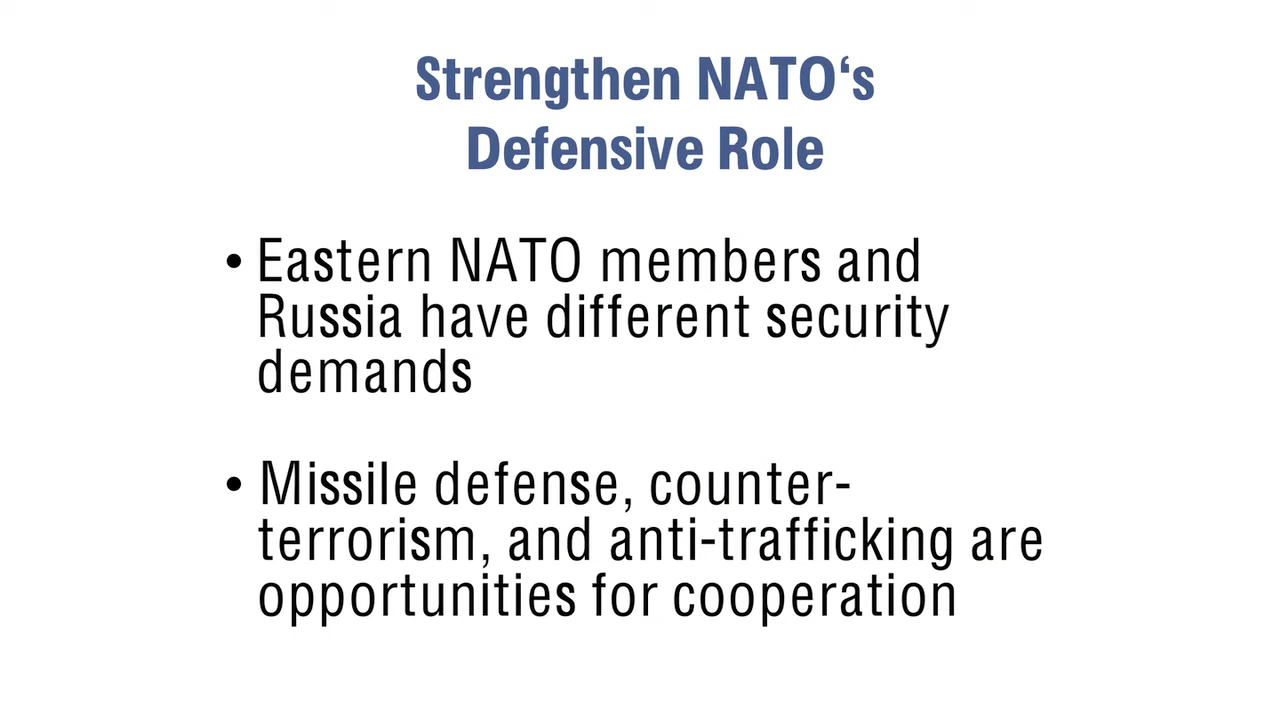 Strengthen NATO‘s
Defensive Role
• Eastern NATO members and
Russia have different security
demands
• Missile defense, counter-
terrorism, and anti-trafficking are
opportunities for cooperation